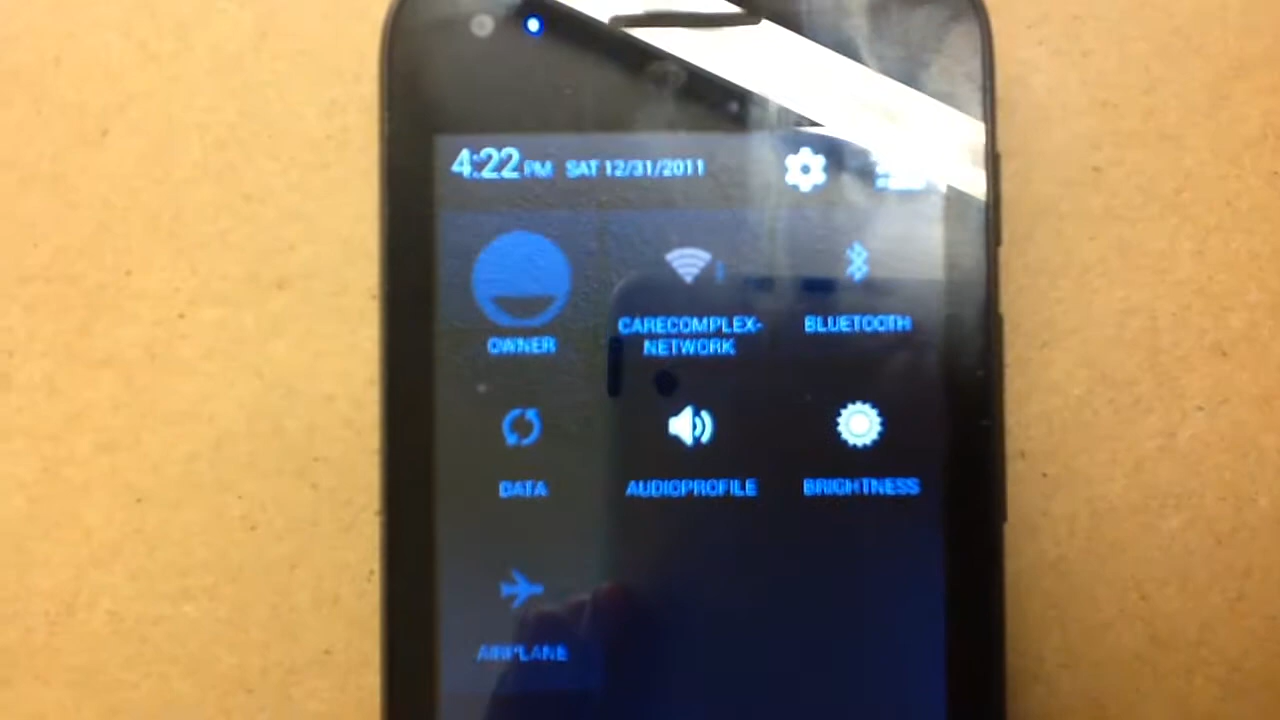 4:22 PM SAT 12/31/2011
OWNER
CARECOMPLEX-
NETWORK
BLUETOOTH
DATA
AUDIOPROFILE
BRIGHTNESS
AIRPLANE